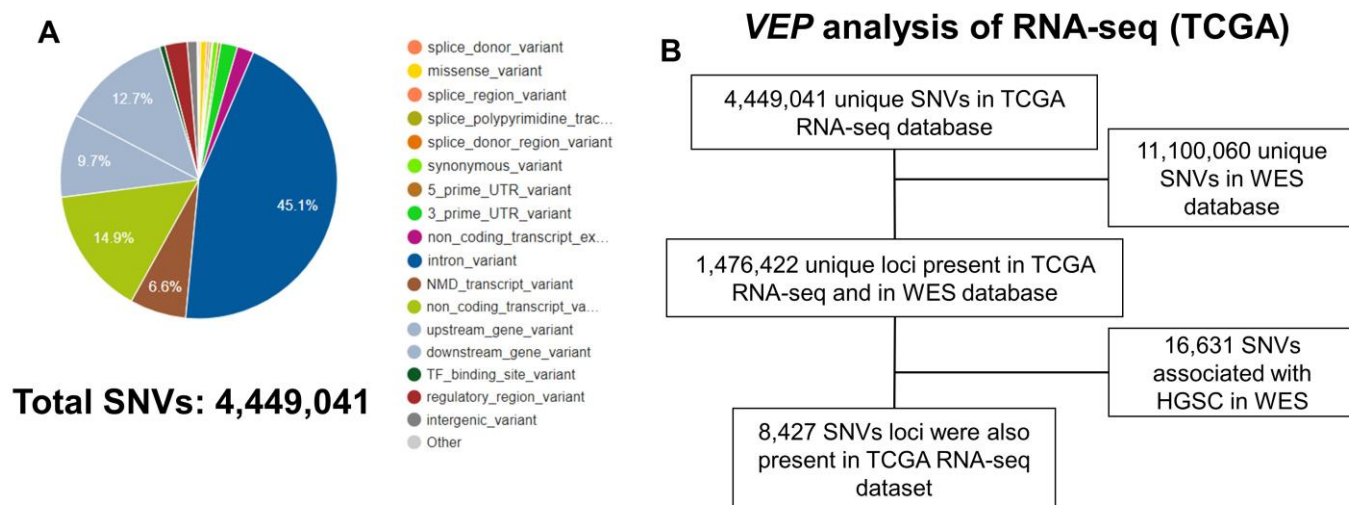 A
12.7%
9.7%
14.9%
6.6%
45.1%
splice_donor_variant
missense_variant
splice_region_variant
splice_polypyrimidine_trac...
splice_donor_region_variant
synonymous_variant
5_prime_UTR_variant
3_prime_UTR_variant
non_coding_transcript_ex...
intron_variant
NMD_transcript_variant
non_coding_transcript_va...
upstream_gene_variant
downstream_gene_variant
TF_binding_site_variant
regulatory_region_variant
intergenic_variant
Other
Total SNVs: 4,449,041
VEP analysis of RNA-seq (TCGA)
B
4,449,041 unique SNVs in TCGA
RNA-seq database
11,100,060 unique
SNVs in WES
database
1,476,422 unique loci present in TCGA
RNA-seq and in WES database
16,631 SNVs
associated with
HGSC in WES
8,427 SNVs loci were also
present in TCGA RNA-seq
dataset